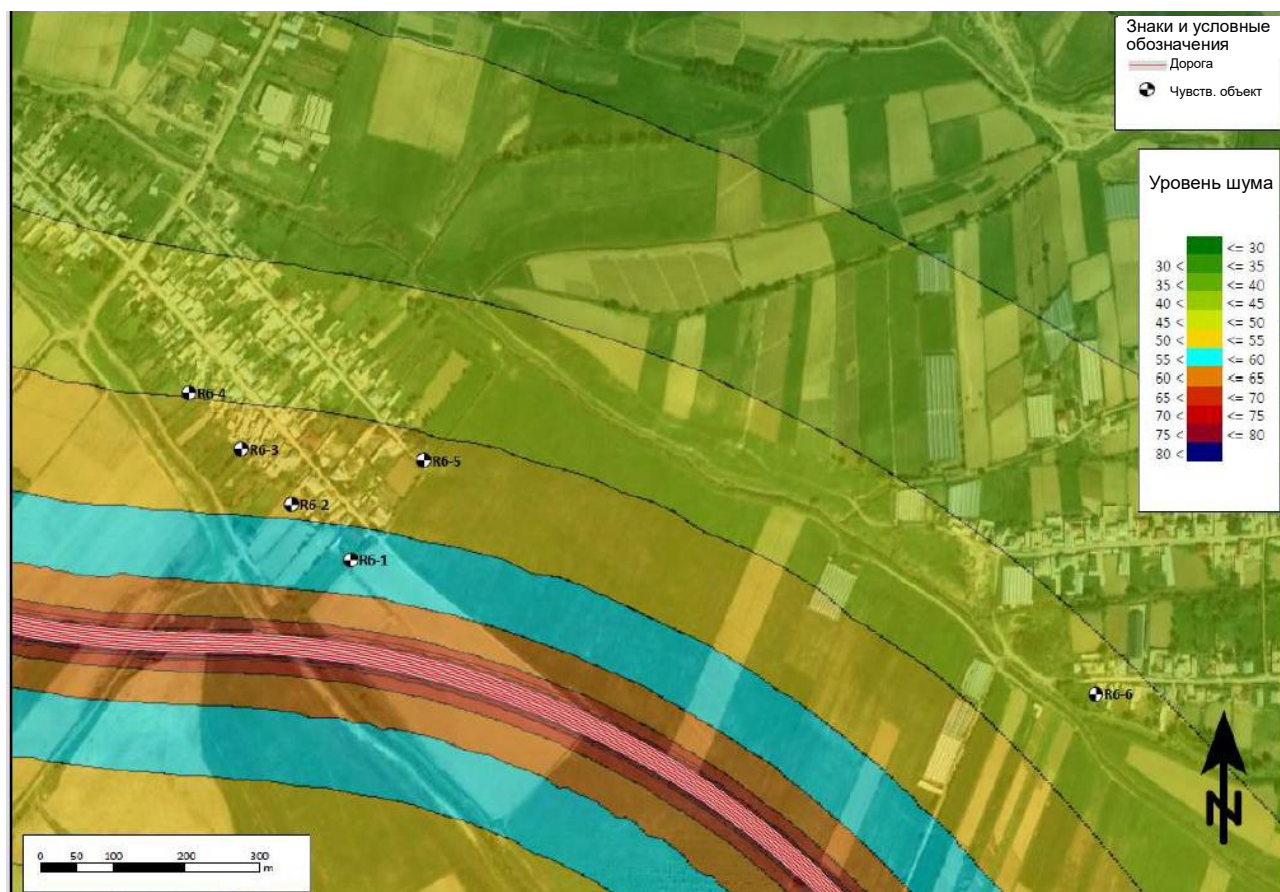 Знаки и условные
обозначения
Дорога
Чувств. объект
Уровень шума
<= 30
30 < <= 35
35 < <= 40
40 < <= 45
45 < <= 50
50 < <= 55
55 < <= 60
60 < <= 65
65 < <= 70
70 < <= 75
75 < <= 80
80 <
R6-4
R6-3
R6-5
R6-2
R6-1
R6-6
N
0 50 100 200 300
m